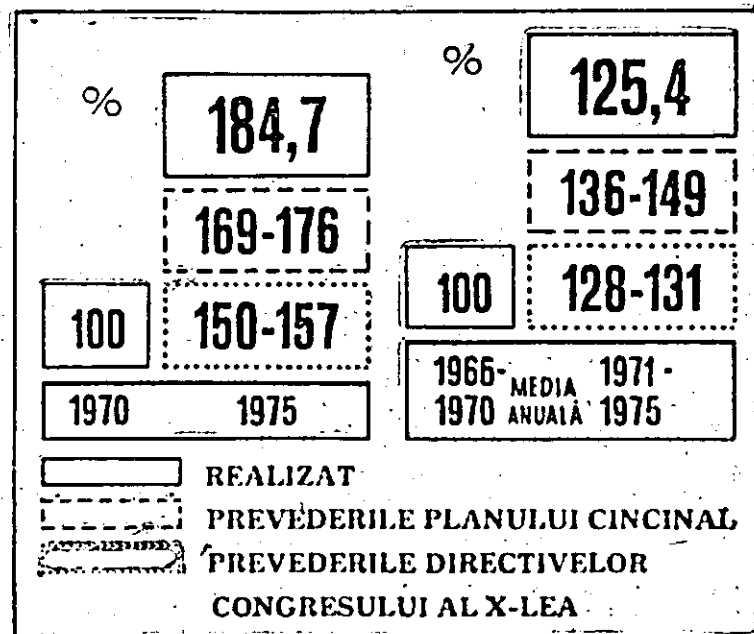 %
184,7
169-176
100
150-157
1970 1975
%
125,4
136-149
100
128-131
1966-1970 MEDIA ANUALĂ 1971-1975
REALIZAT
PREVEDERILE PLANULUI CINCINAL
PREVEDERILE DIRECTIVELOR
CONGRESULUI AL X-LEA